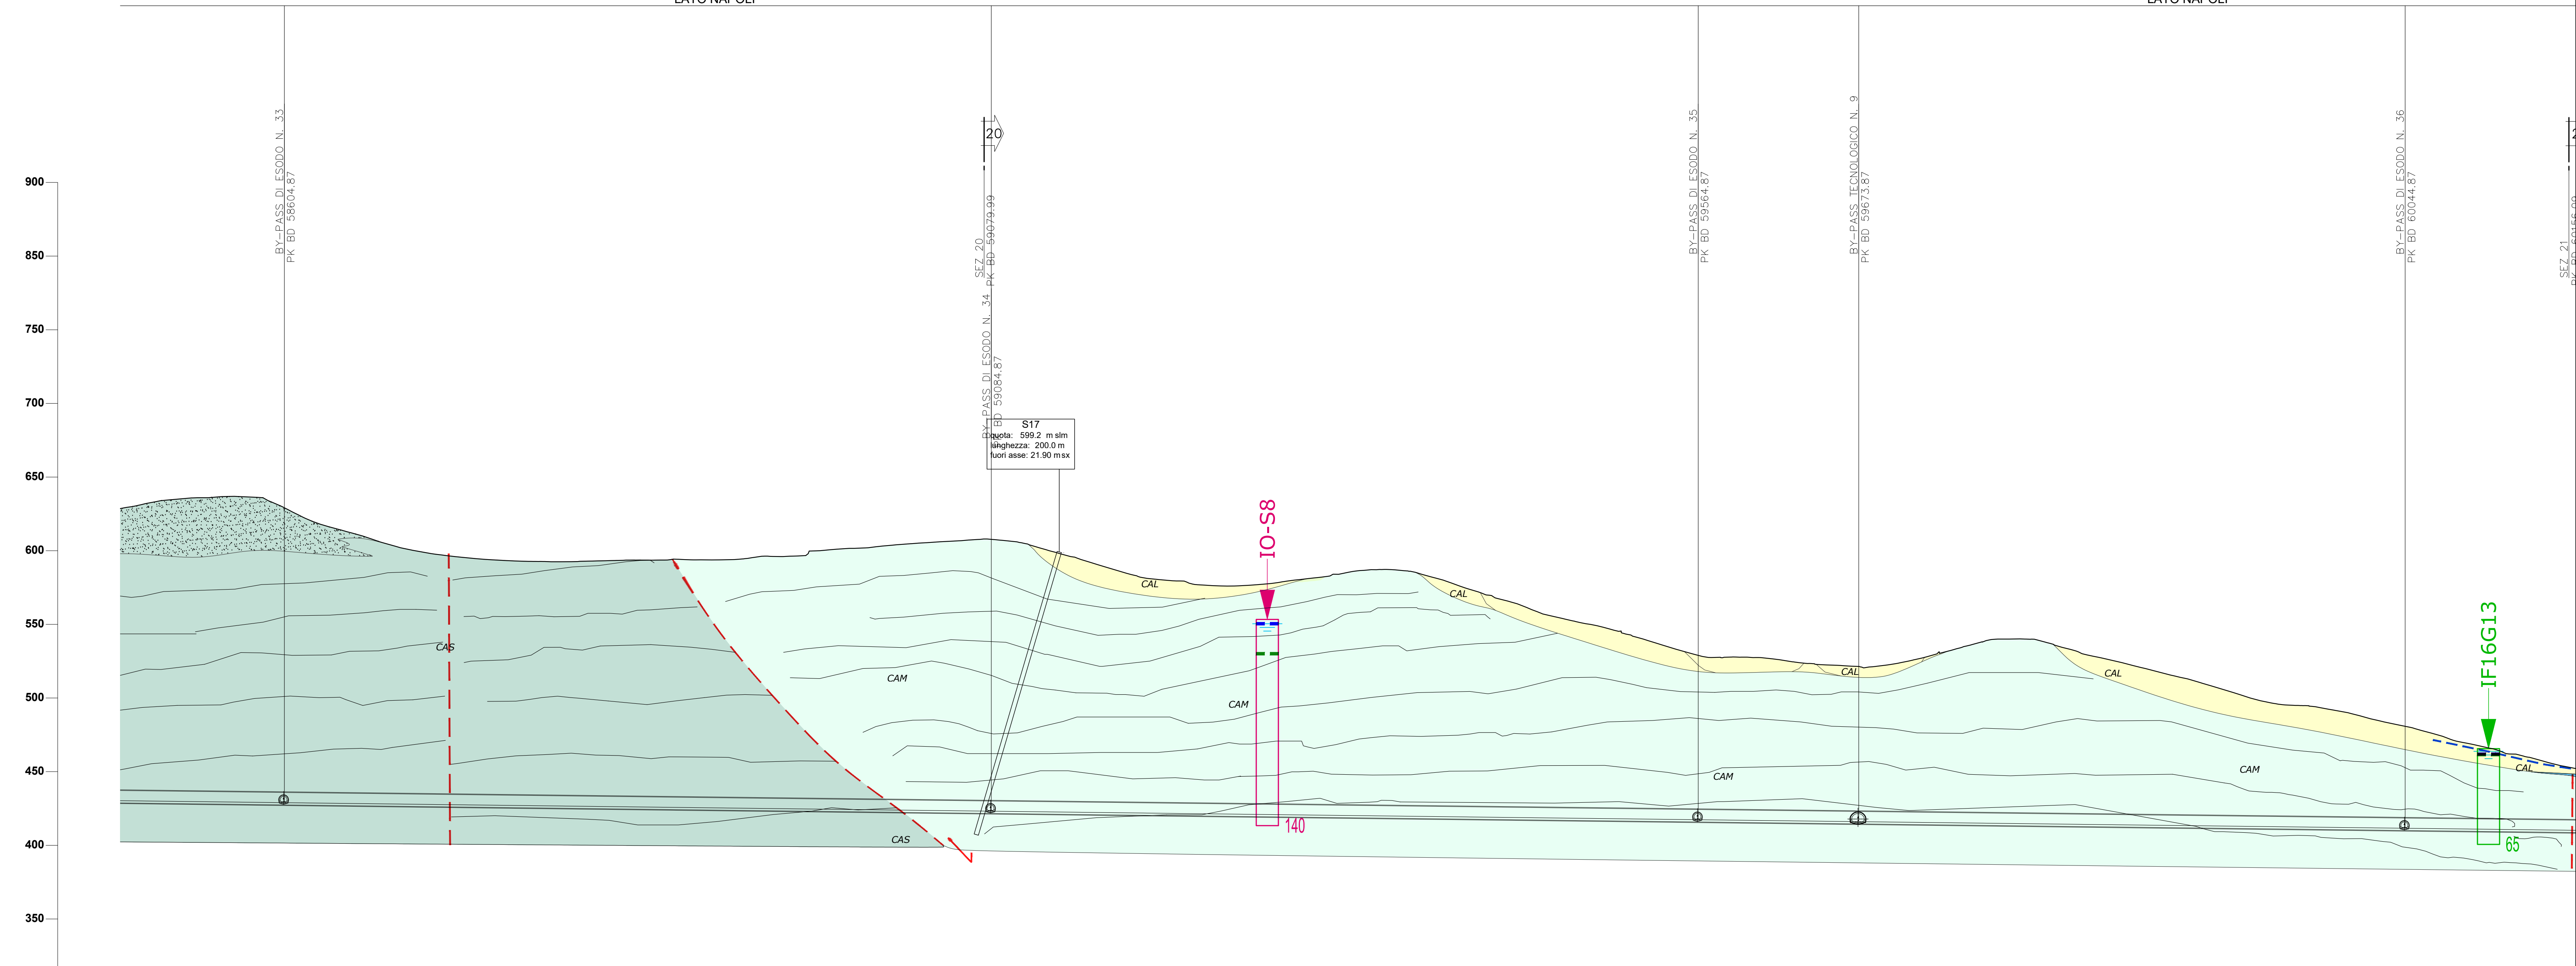 LATO NAPOLI
LATO NAPOLI
BY-PASS DI ESODO N. 33
PK BD 58604.87
20
SEZ 20
PK BD 59079.99
BY-PASS DI ESODO N. 34
PK BD 59084.87
BY-PASS DI ESODO N. 35
PK BD 59564.87
BY-PASS TECNOLOGICO N. 9
PK BD 59673.87
BY-PASS DI ESODO N. 36
PK BD 60044.87
SEZ 21
900
850
800
750
700
650
600
550
500
450
400
350
S17
quota: 599.2 m slm
lunghezza: 200.0 m
fuori asse: 21.90 m sx
IO-S8
140
IF16G13
65
CAL
CAL
CAL
CAL
CAL
CAS
CAS
CAM
CAM
CAM
CAM